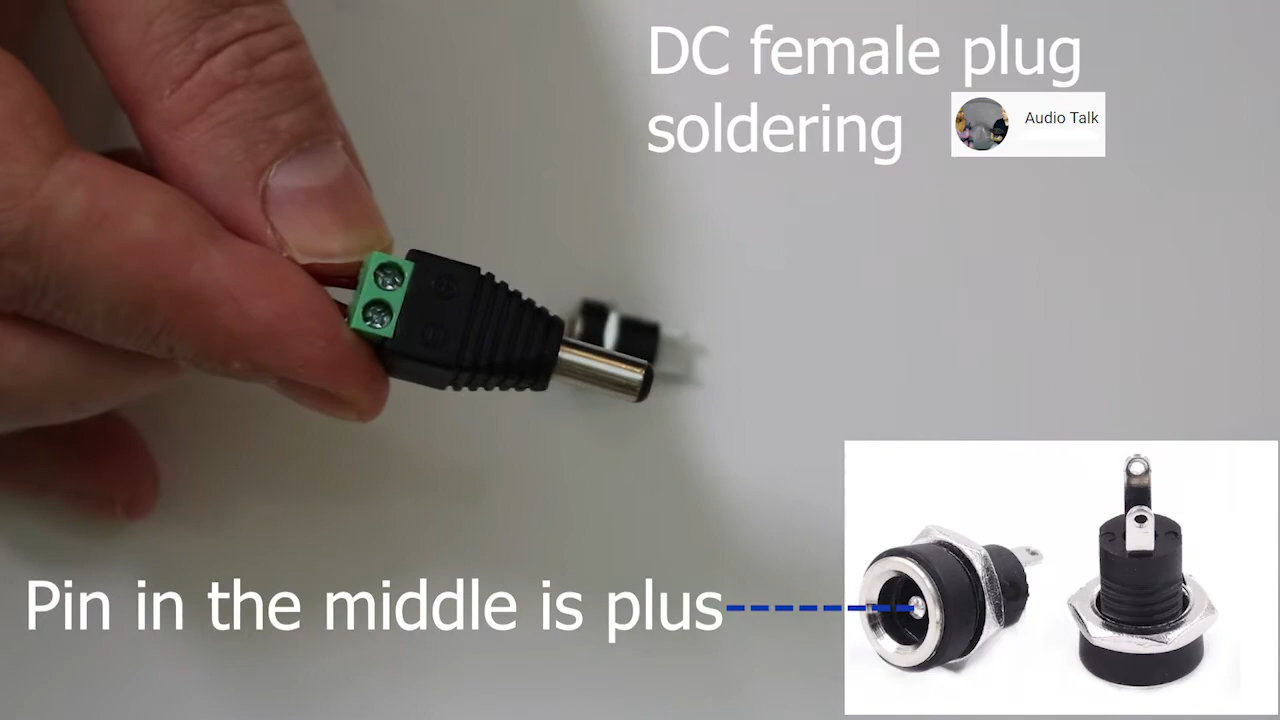 DC female plug
soldering
Audio Talk
Pin in the middle is plus